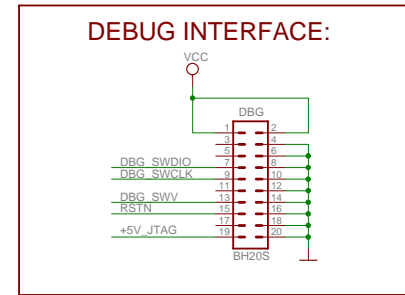 DEBUG INTERFACE:
VCC
DBG
1 2
3 4
5 6
DBG_SWDIO 7 8
DBG_SWCLK 9 10
11 12
DBG_SWV 13 14
RSTN 15 16
17 18
+5V_JTAG 19 20
BH20S